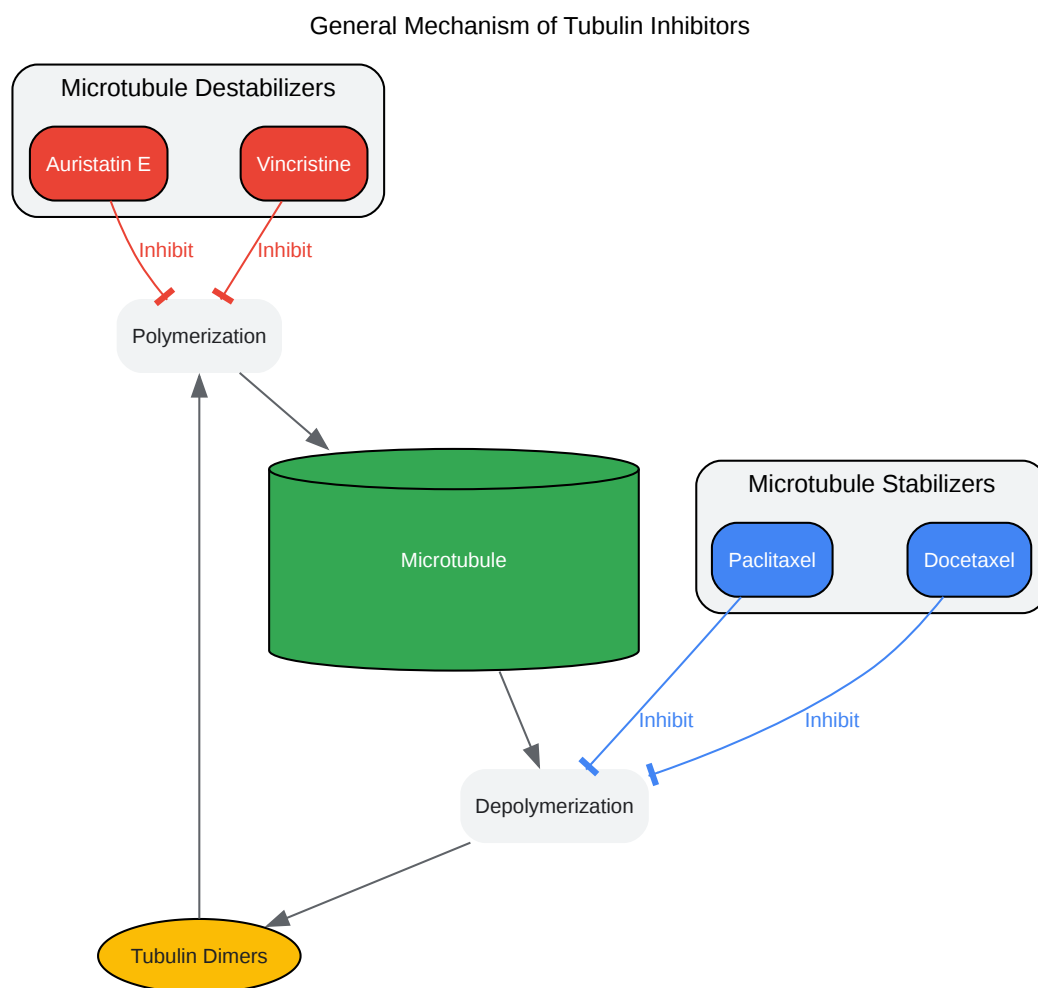 General Mechanism of Tubulin Inhibitors
Microtubule Destabilizers
Auristatin E
Vincristine
Inhibit
Inhibit
Polymerization
Microtubule Stabilizers
Microtubule
Paclitaxel
Docetaxel
Inhibit
Inhibit
Depolymerization
Tubulin Dimers